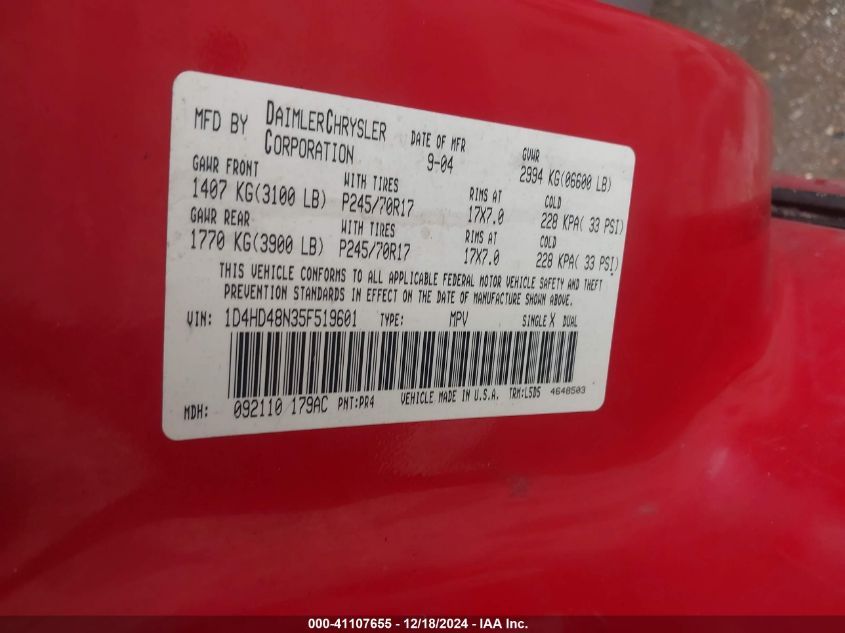 MFD BY DAIMLERCHRYSLER CORPORATION DATE OF MFR 9-04 GVWR 2994 KG(06600 LB)
GAWR FRONT WITH TIRES RIMS AT COLD
1407 KG(3100 LB) P245/70R17 17X7.0 228 KPA( 33 PSI)
GAWR REAR WITH TIRES RIMS AT COLD
1770 KG(3900 LB) P245/70R17 17X7.0 228 KPA( 33 PSI)
THIS VEHICLE CONFORMS TO ALL APPLICABLE FEDERAL MOTOR VEHICLE SAFETY AND THEFT
PREVENTION STANDARDS IN EFFECT ON THE DATE OF MANUFACTURE SHOWN ABOVE.
VIN: 1D4HD48N35F519601 TYPE: MPV SINGLE X DUAL
MDH: 092110 179AC PNT:PR4 VEHICLE MADE IN U.S.A. TRM:L5D5 4648503
000-41107655 - 12/18/2024 - IAA Inc.